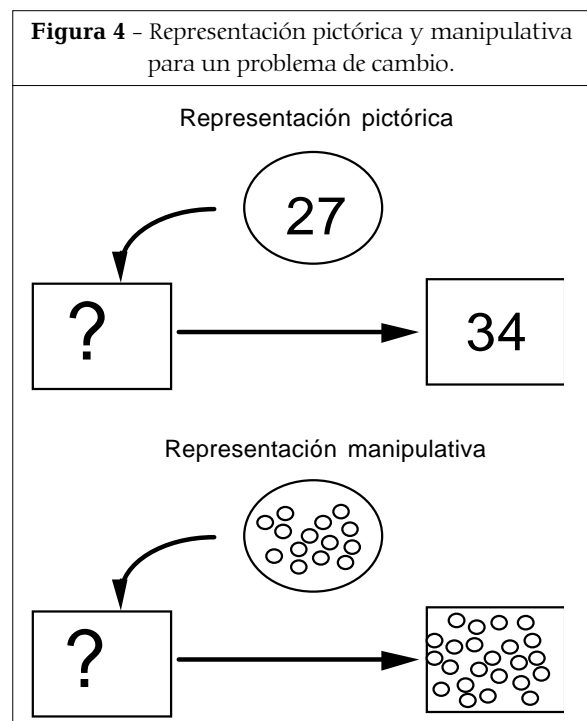 Figura 4 - Representación pictórica y manipulativa
para un problema de cambio.
Representación pictórica
27
?
34
Representación manipulativa
?